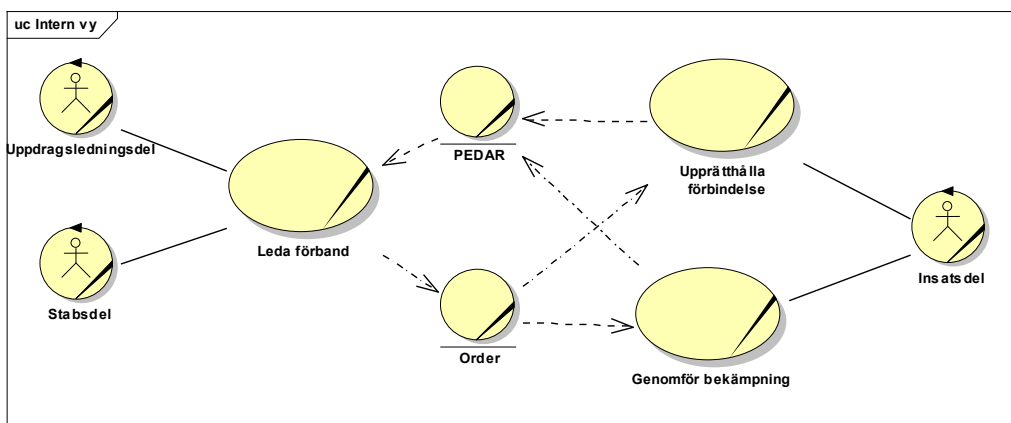 uc Intern vy
Uppdragsledningsdel
PEDAR
Upprätthålla
förbindelse
Leda förband
Insatsdel
Stabsdel
Order
Genomför bekämpning